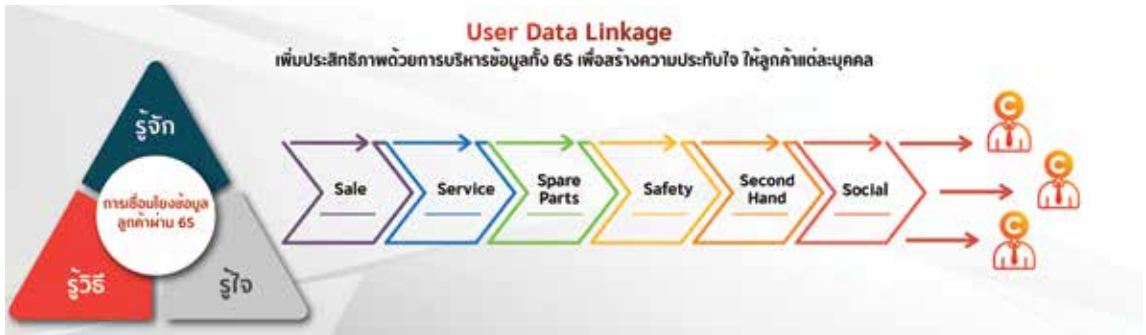 User Data Linkage
เพิ่มประสิทธิภาพด้วยการบริหารข้อมูลทั้ง 6S เพื่อสร้างความประทับใจ ให้ลูกค้าแต่ละบุคคล
รู้จัก
การเชื่อมโยงข้อมูล
ลูกค้าผ่าน 6S
รู้วิธี
รู้ใจ
Sale
Service
Spare
Parts
Safety
Second
Hand
Social
C
C
C